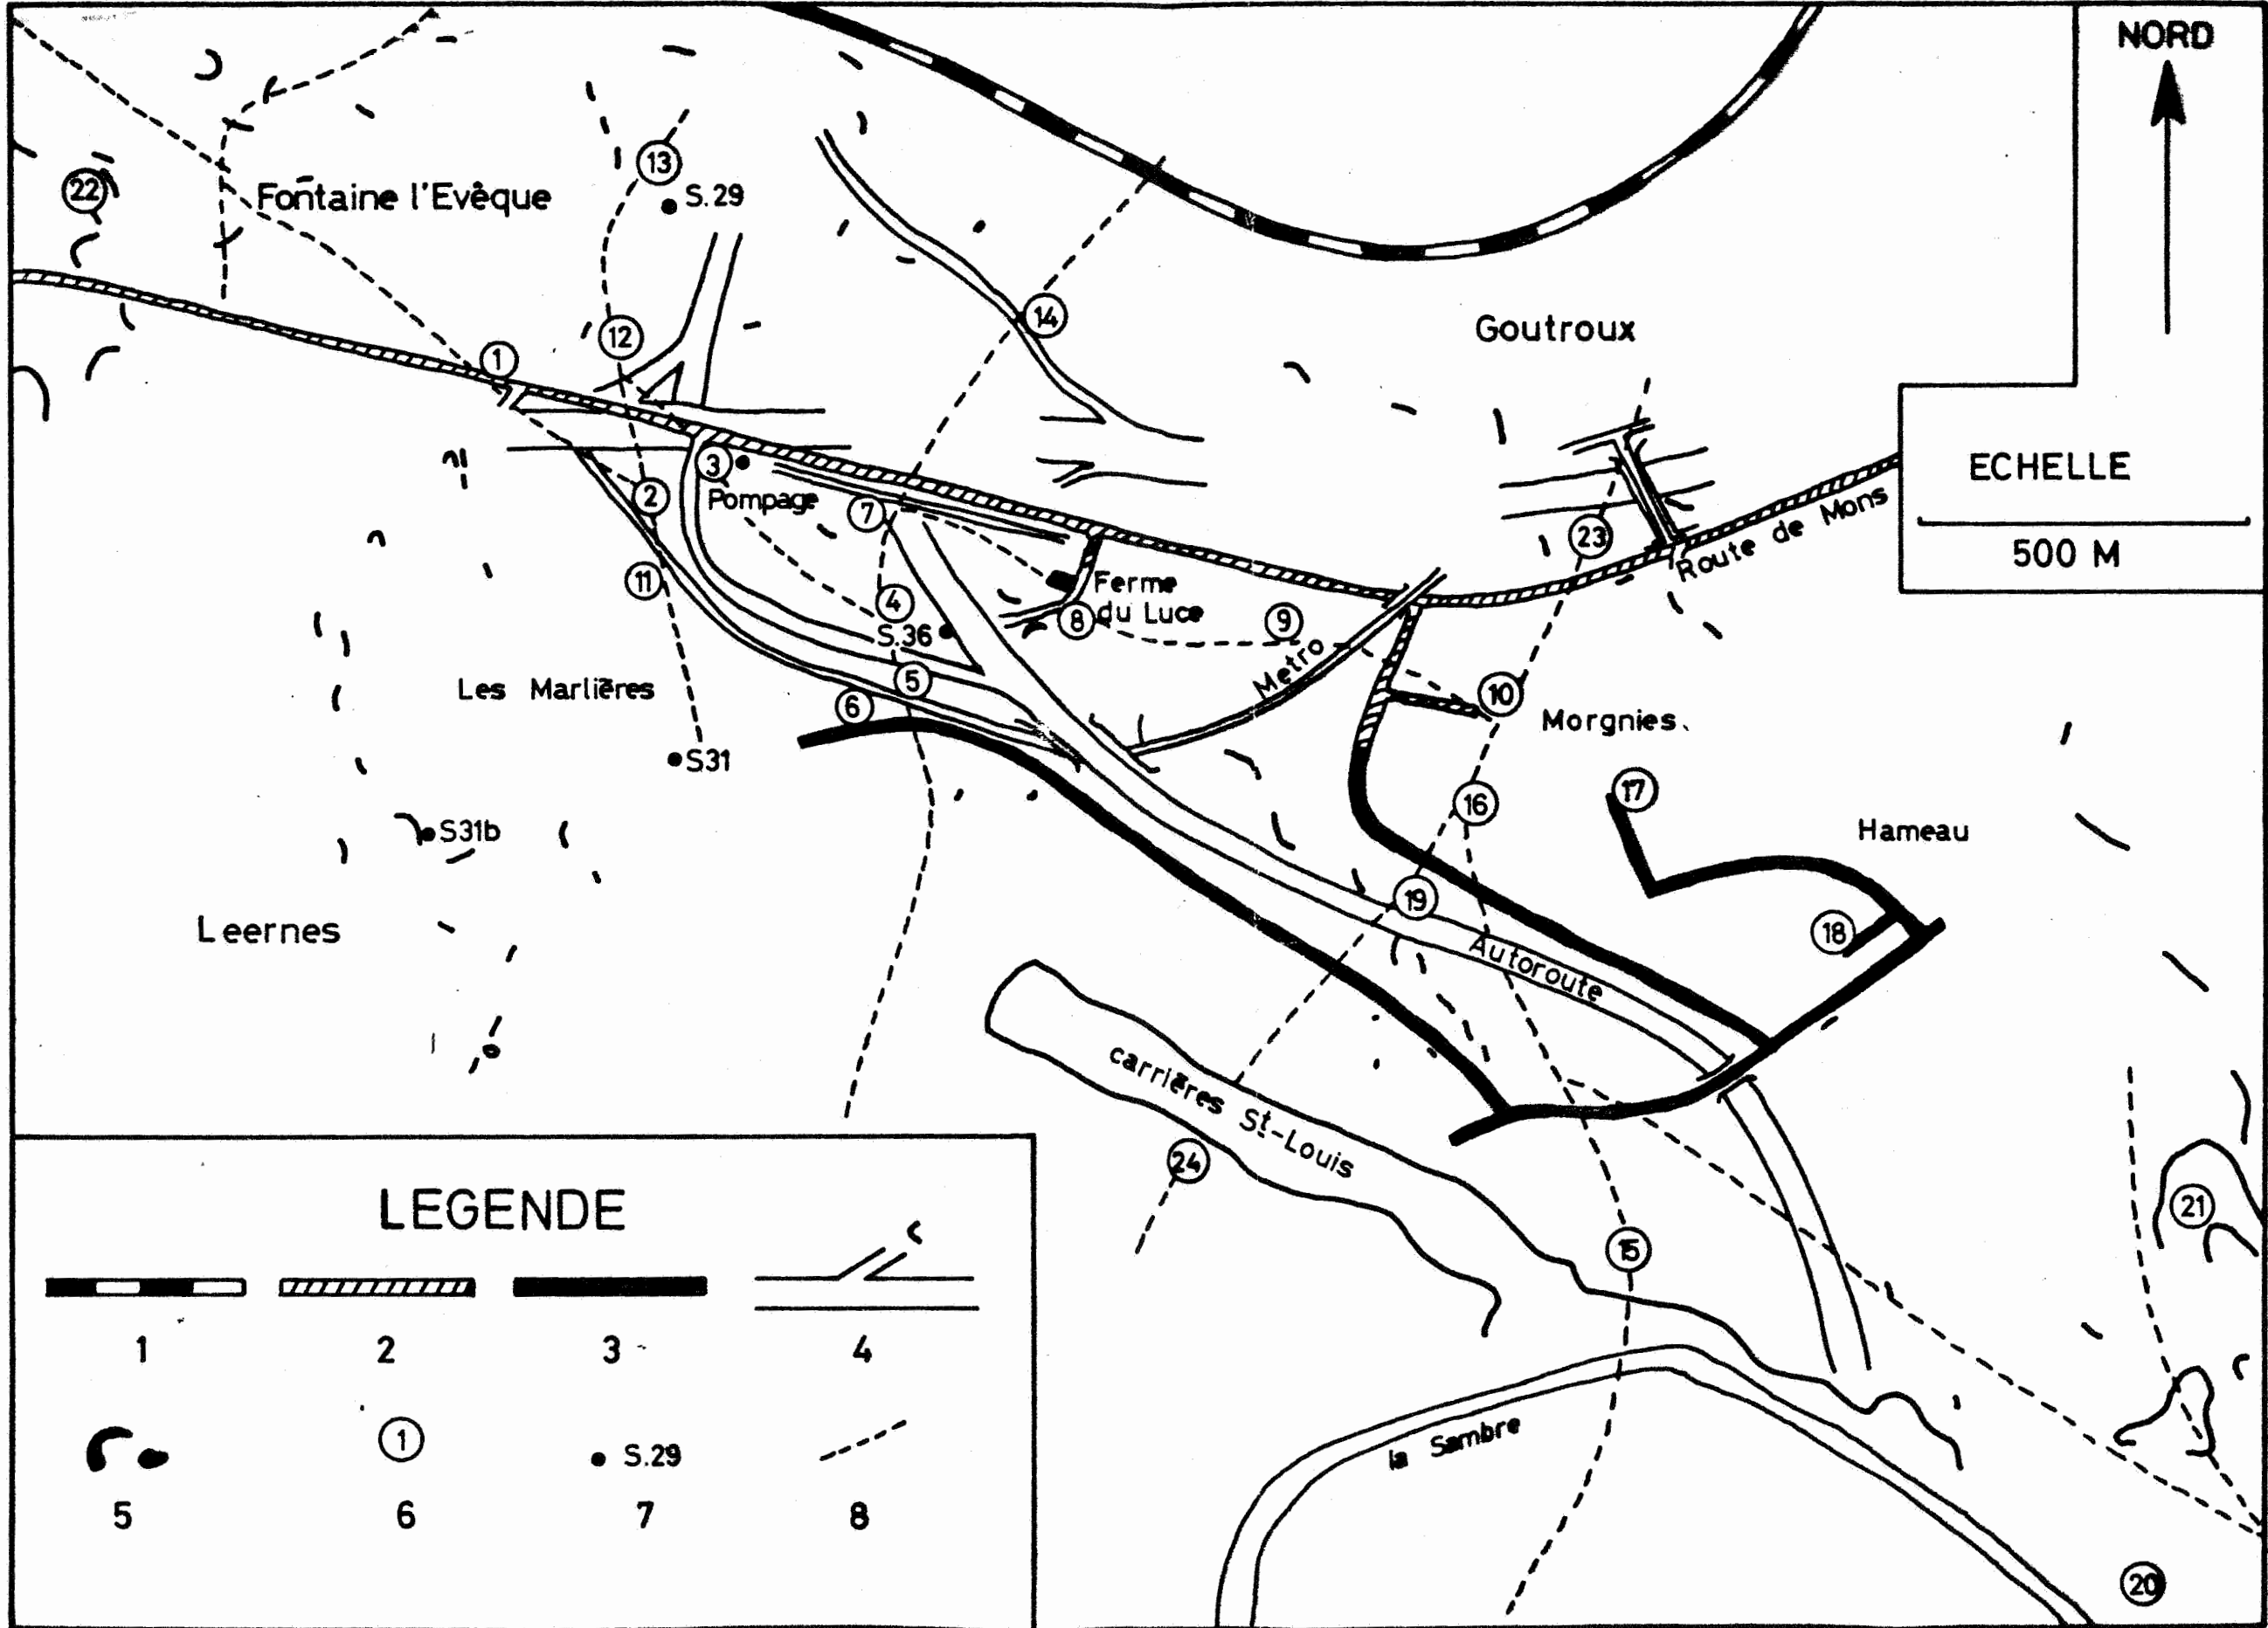 NORD
22
Fontaine l'Evêque
13
S.29
14
Goutroux
12
1
ECHELLE
500 M
3
Pompage
2
7
23
Route de Mons
11
4
Ferme
du Luce
8
9
S.36
Metro
Les Marlières
5
6
10
Morgnies.
S31
17
16
Hameau
S31b
19
18
Leernes
Autoroute
carrières St-Louis
24
21
15
la Sambre
20
LEGENDE
1
2
3
4
1
S.29
5
6
7
8